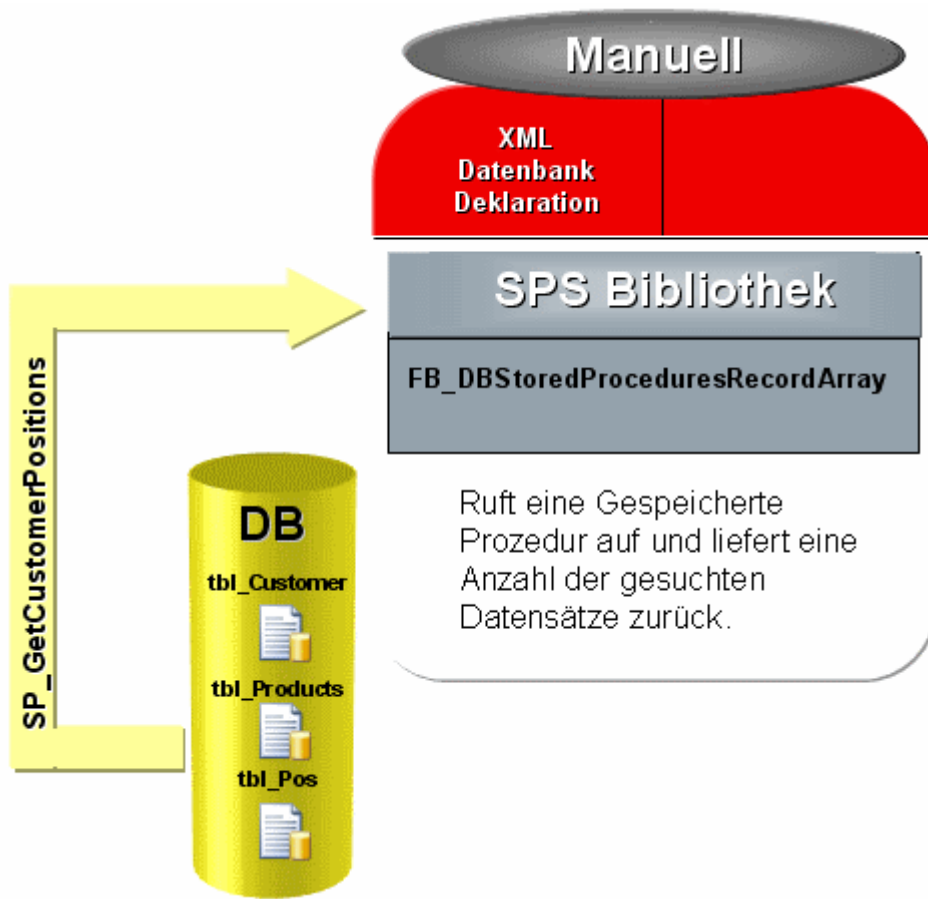 Manuell
XML
Datenbank
Deklaration
SPS Bibliothek
FB_DBStoredProceduresRecordArray
Ruft eine Gespeicherte
Prozedur auf und liefert eine
Anzahl der gesuchten
Datensätze zurück.
SP_GetCustomerPositions
DB
tbl_Customer
tbl_Products
tbl_Pos